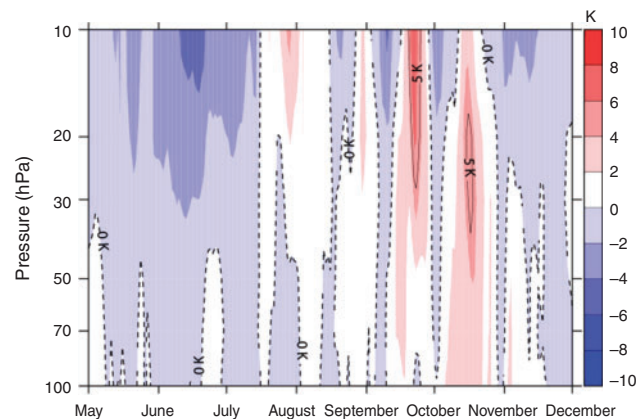 K
10
20
30
50
70
100
Pressure (hPa)
0 K
0 K
0 K
0 K
5 K
5 K
0 K
10
8
6
4
2
0
−2
−4
−6
−8
−10
May June July August September October November December